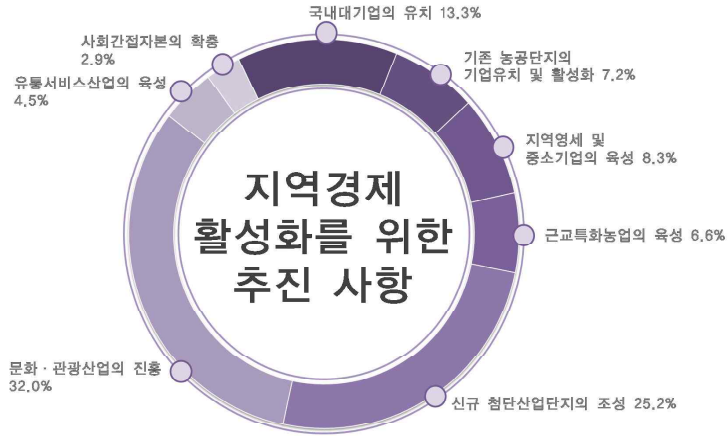 국내대기업의 유치 13.3%
기존 농공단지의
기업유치 및 활성화 7.2%
지역영세 및
중소기업의 육성 8.3%
근교특화농업의 육성 6.6%
신규 첨단산업단지의 조성 25.2%
문화 · 관광산업의 진흥
32.0%
유통서비스산업의 육성
4.5%
사회간접자본의 확충
2.9%
지역경제
활성화를 위한
추진 사항